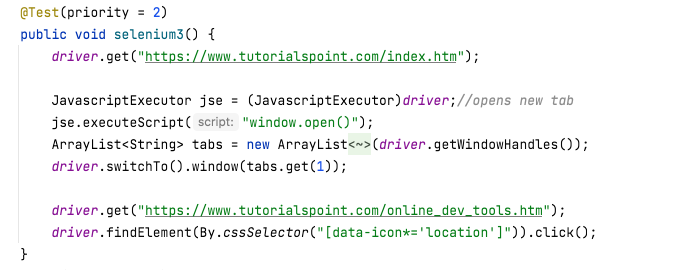 @Test(priority = 2)
public void selenium3() {
driver.get("https://www.tutorialspoint.com/index.htm");
JavascriptExecutor jse = (JavascriptExecutor)driver;//opens new tab
jse.executeScript( script: "window.open()");
ArrayList<String> tabs = new ArrayList<~>(driver.getWindowHandles());
driver.switchTo().window(tabs.get(1));
driver.get("https://www.tutorialspoint.com/online_dev_tools.htm");
driver.findElement(By.cssSelector("[data-icon*='location']")).click();
}